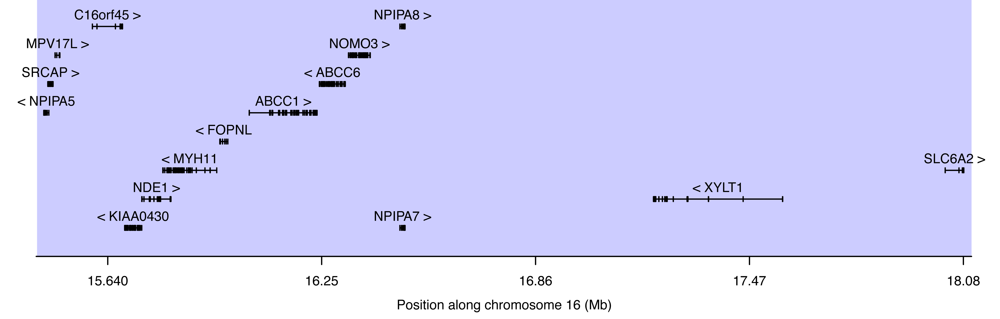 C16orf45 > NPIPA8 >
MPV17L > NOMO3 >
SRCAP > < ABCC6
< NPIPA5 ABCC1 >
< FOPNL
< MYH11 SLC6A2 >
NDE1 > < XYLT1
< KIAA0430 NPIPA7 >
15.640 16.25 16.86 17.47 18.08
Position along chromosome 16 (Mb)